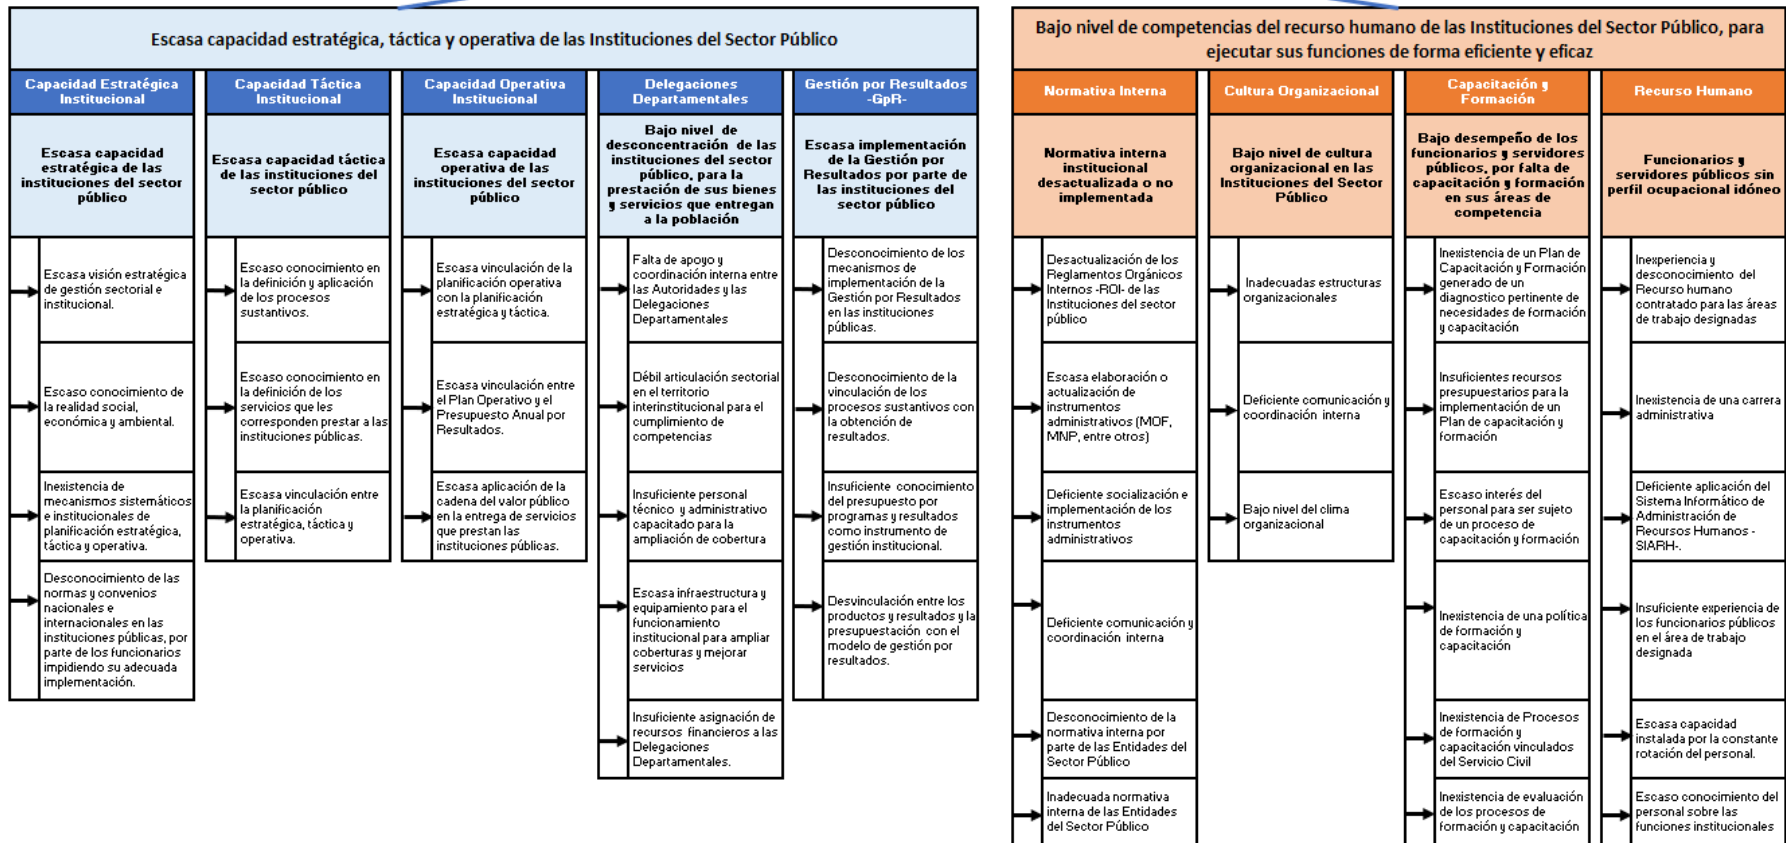 Escasa capacidad estratégica, táctica y operativa de las Instituciones del Sector Público
Capacidad Estratégica
Institucional
Escasa capacidad
estratégica de las
instituciones del sector
público
Escasa visión estratégica
de gestión sectorial e
institucional.
Escaso conocimiento de
la realidad social,
económica y ambiental.
Inexistencia de
mecanismos sistemáticos
e institucionales de
planificación estratégica,
táctica y operativa.
Desconocimiento de las
normas y convenios
nacionales e
internacionales en las
instituciones públicas, por
parte de los funcionarios
impidiendo su adecuada
implementación.
Capacidad Táctica
Institucional
Escasa capacidad táctica
de las instituciones del
sector público
Escaso conocimiento en
la definición y aplicación
de los procesos
sustantivos.
Escaso conocimiento en
la definición de los
servicios que les
corresponden prestar a las
instituciones públicas.
Escasa vinculación entre
la planificación
estratégica, táctica y
operativa.
Capacidad Operativa
Institucional
Escasa capacidad
operativa de las
instituciones del sector
público
Escasa vinculación de la
planificación operativa
con la planificación
estratégica y táctica.
Escasa vinculación entre
el Plan Operativo y el
Presupuesto Anual por
Resultados.
Escasa aplicación de la
cadena del valor público
en la entrega de servicios
que prestan las
instituciones públicas.
Delegaciones
Departamentales
Bajo nivel de
desconcentración de las
instituciones del sector
público, para la
prestación de sus bienes
y servicios que entregan
a la población
Falta de apoyo y
coordinación interna entre
las Autoridades y las
Delegaciones
Departamentales
Débil articulación sectorial
en el territorio
interinstitucional para el
cumplimiento de
competencias
Insuficiente personal
técnico y administrativo
capacitado para la
ampliación de cobertura
Escasa infraestructura y
equipamiento para el
funcionamiento
institucional para ampliar
coberturas y mejorar
servicios
Insuficiente asignación de
recursos financieros a las
Delegaciones
Departamentales.
Gestión por Resultados
-GpR-
Escasa implementación
de la Gestión por
Resultados por parte de
las instituciones del
sector público
Desconocimiento de los
mecanismos de
implementación de la
Gestión por Resultados
en las instituciones
públicas.
Desconocimiento de la
vinculación de los
procesos sustantivos con
la obtención de
resultados.
Insuficiente conocimiento
del presupuesto por
programas y resultados
como instrumento de
gestión institucional.
Desvinculación entre los
productos y resultados y la
presupuestación con el
modelo de gestión por
resultados.
Bajo nivel de competencias del recurso humano de las Instituciones del Sector Público, para
ejecutar sus funciones de forma eficiente y eficaz
Normativa Interna
Normativa interna
institucional
desactualizada o no
implementada
Desactualización de los
Reglamentos Orgánicos
Internos -ROI- de las
Instituciones del sector
público
Escasa elaboración o
actualización de
instrumentos
administrativos (MOF,
MNP, entre otros)
Deficiente socialización e
implementación de los
instrumentos
administrativos
Deficiente comunicación y
coordinación interna
Desconocimiento de la
normativa interna por
parte de las Entidades del
Sector Público
Inadecuada normativa
interna de las Entidades
del Sector Público
Cultura Organizacional
Bajo nivel de cultura
organizacional en las
Instituciones del Sector
Público
Inadecuadas estructuras
organizacionales
Deficiente comunicación y
coordinación interna
Bajo nivel del clima
organizacional
Capacitación y
Formación
Bajo desempeño de los
funcionarios y servidores
públicos, por falta de
capacitación y formación
en sus áreas de
competencia
Inexistencia de un Plan de
Capacitación y Formación
generado de un
diagnostico pertinente de
necesidades de formación
y capacitación
Insuficientes recursos
presupuestarios para la
implementación de un
Plan de capacitación y
formación
Escaso interés del
personal para ser sujeto
de un proceso de
capacitación y formación
Inexistencia de una política
de formación y
capacitación
Inexistencia de Procesos
de formación y
capacitación vinculados
del Servicio Civil
Inexistencia de evaluación
de los procesos de
formación y capacitación
Recurso Humano
Funcionarios y
servidores públicos sin
perfil ocupacional idóneo
Inexperiencia y
desconocimiento del
Recurso humano
contratado para las áreas
de trabajo designadas
Inexistencia de una carrera
administrativa
Deficiente aplicación del
Sistema Informático de
Administración de
Recursos Humanos -
SIARH-.
Insuficiente experiencia de
los funcionarios públicos
en el área de trabajo
designada
Escasa capacidad
instalada por la constante
rotación del personal.
Escaso conocimiento del
personal sobre las
funciones institucionales